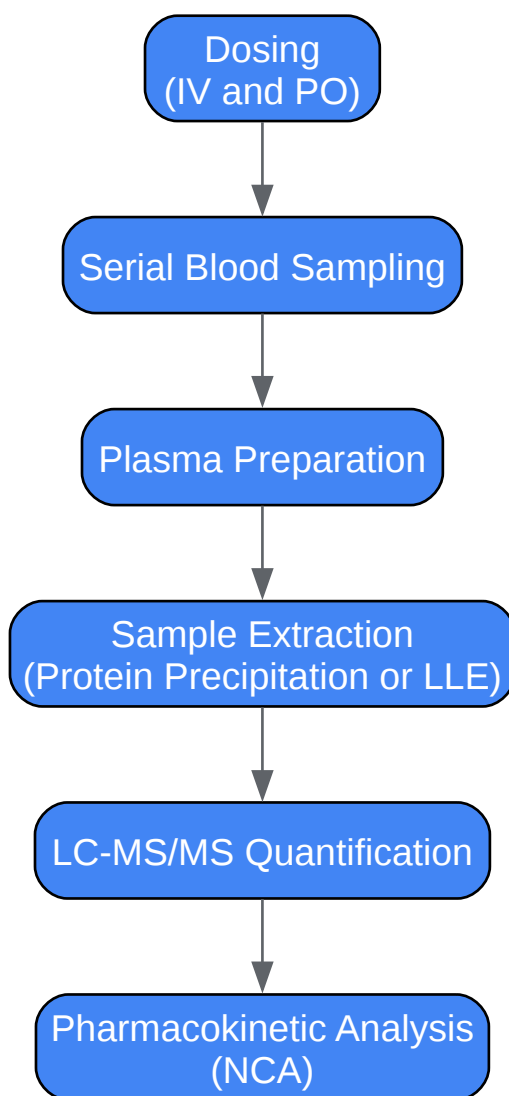 Dosing
(IV and PO)
Serial Blood Sampling
Plasma Preparation
Sample Extraction
(Protein Precipitation or LLE)
LC-MS/MS Quantification
Pharmacokinetic Analysis
(NCA)